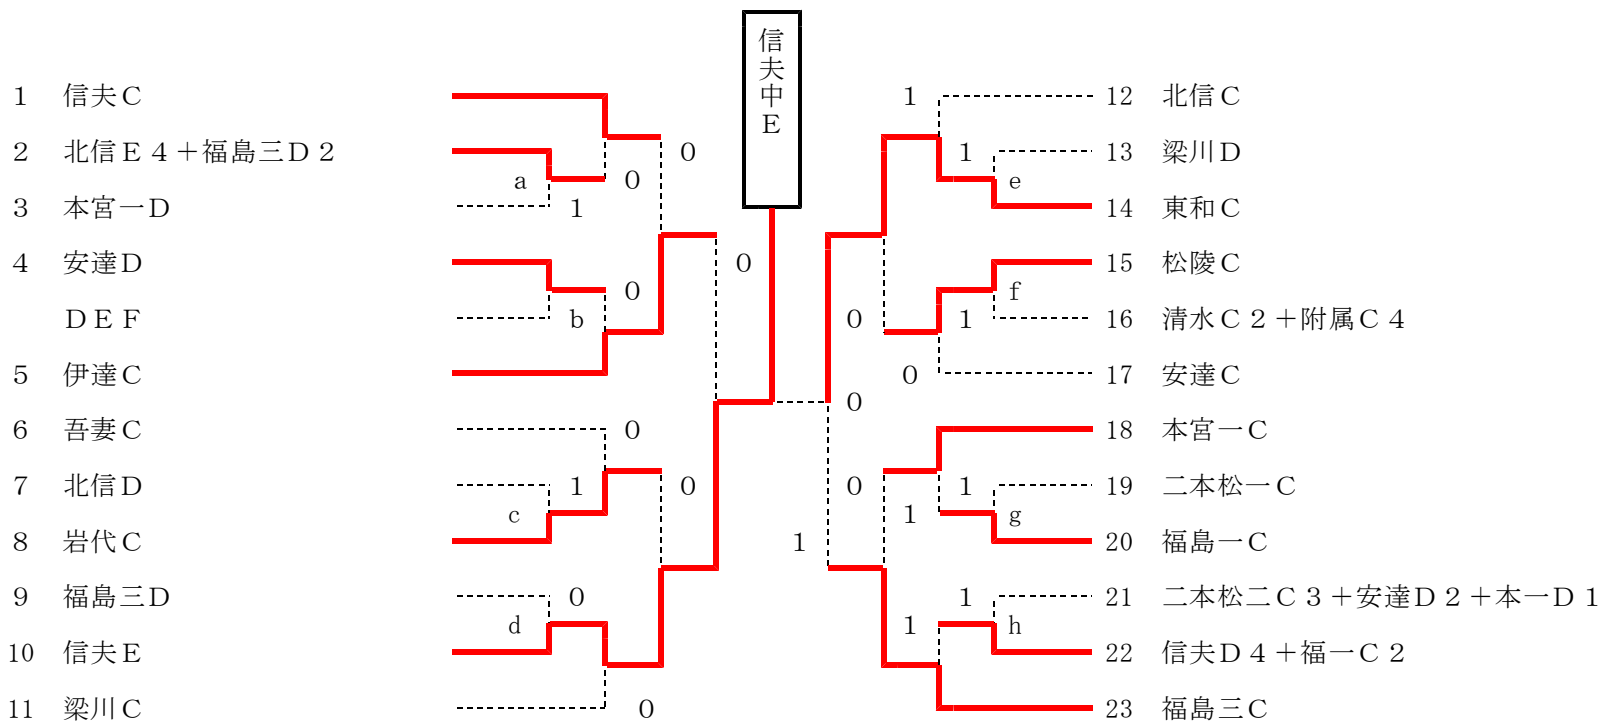 信夫中E
1 信夫C
2 北信E4+福島三D2
3 本宮一D
4 安達D
DEF
5 伊達C
6 吾妻C
7 北信D
8 岩代C
9 福島三D
10 信夫E
11 梁川C
a
b
c
d
0
0
1
0
0
0
1
0
0
0
0
1
12 北信C
13 梁川D
14 東和C
15 松陵C
16 清水C2+附属C4
17 安達C
18 本宮一C
19 二本松一C
20 福島一C
21 二本松二C3+安達D2+本一D1
22 信夫D4+福一C2
23 福島三C
e
f
g
h
1
1
0
1
0
0
0
1
1
1
1